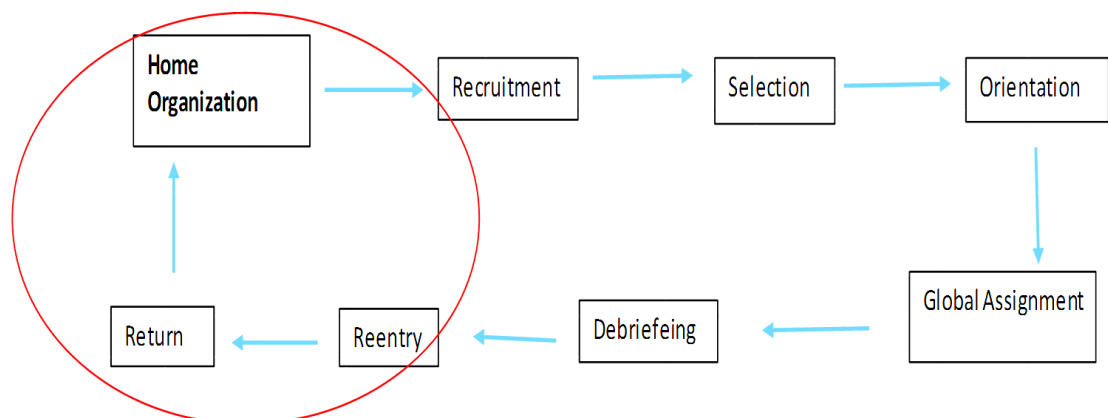 Home
Organization
Recruitment
Selection
Orientation
Global Assignment
Debriefeing
Reentry
Return